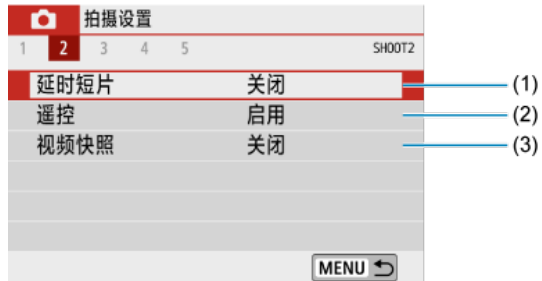 拍摄设置
1 2 3 4 5 SHOOT2
延时短片 关闭 (1)
遥控 启用 (2)
视频快照 关闭 (3)
MENU